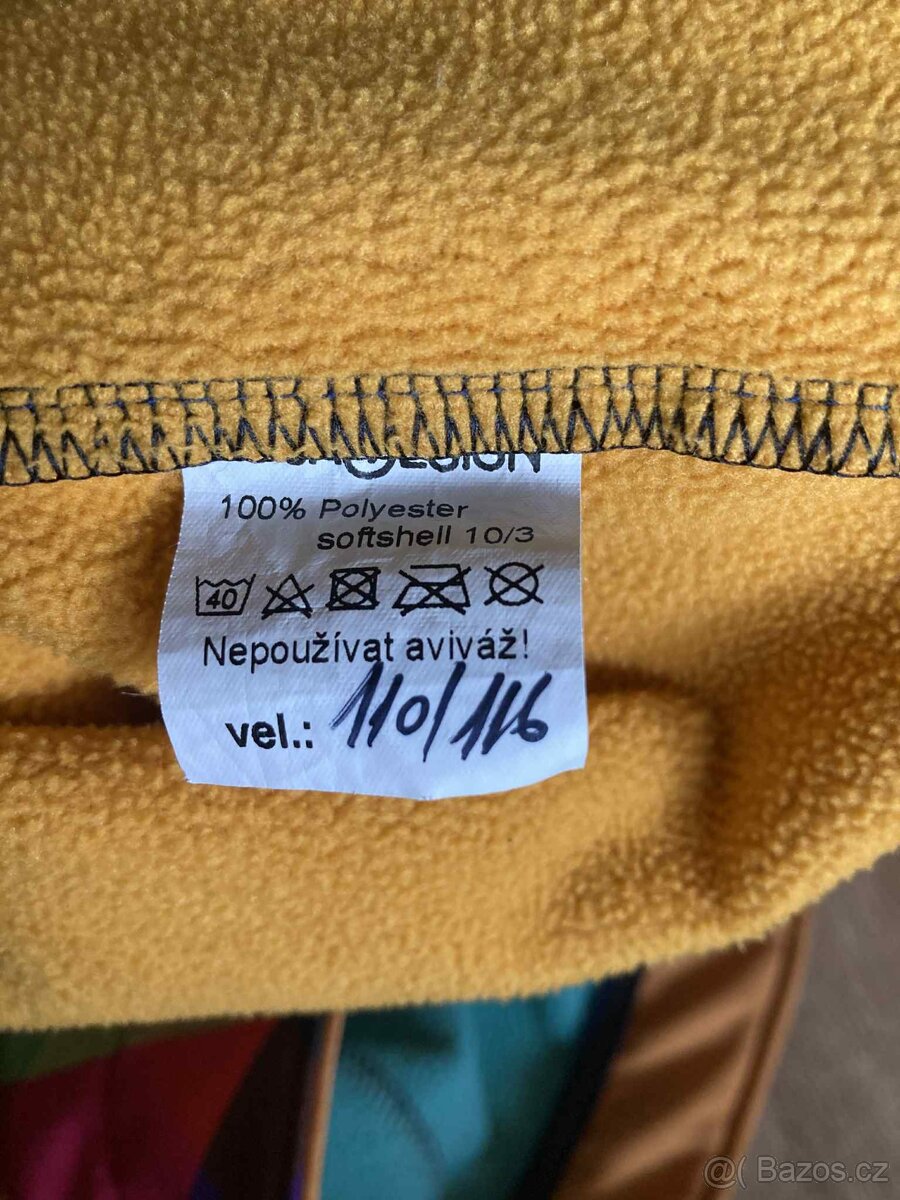 100% Polyester
softshell 10/3
40
Nepoužívat aviváž!
vel.: 110/116
@( Bazos.cz